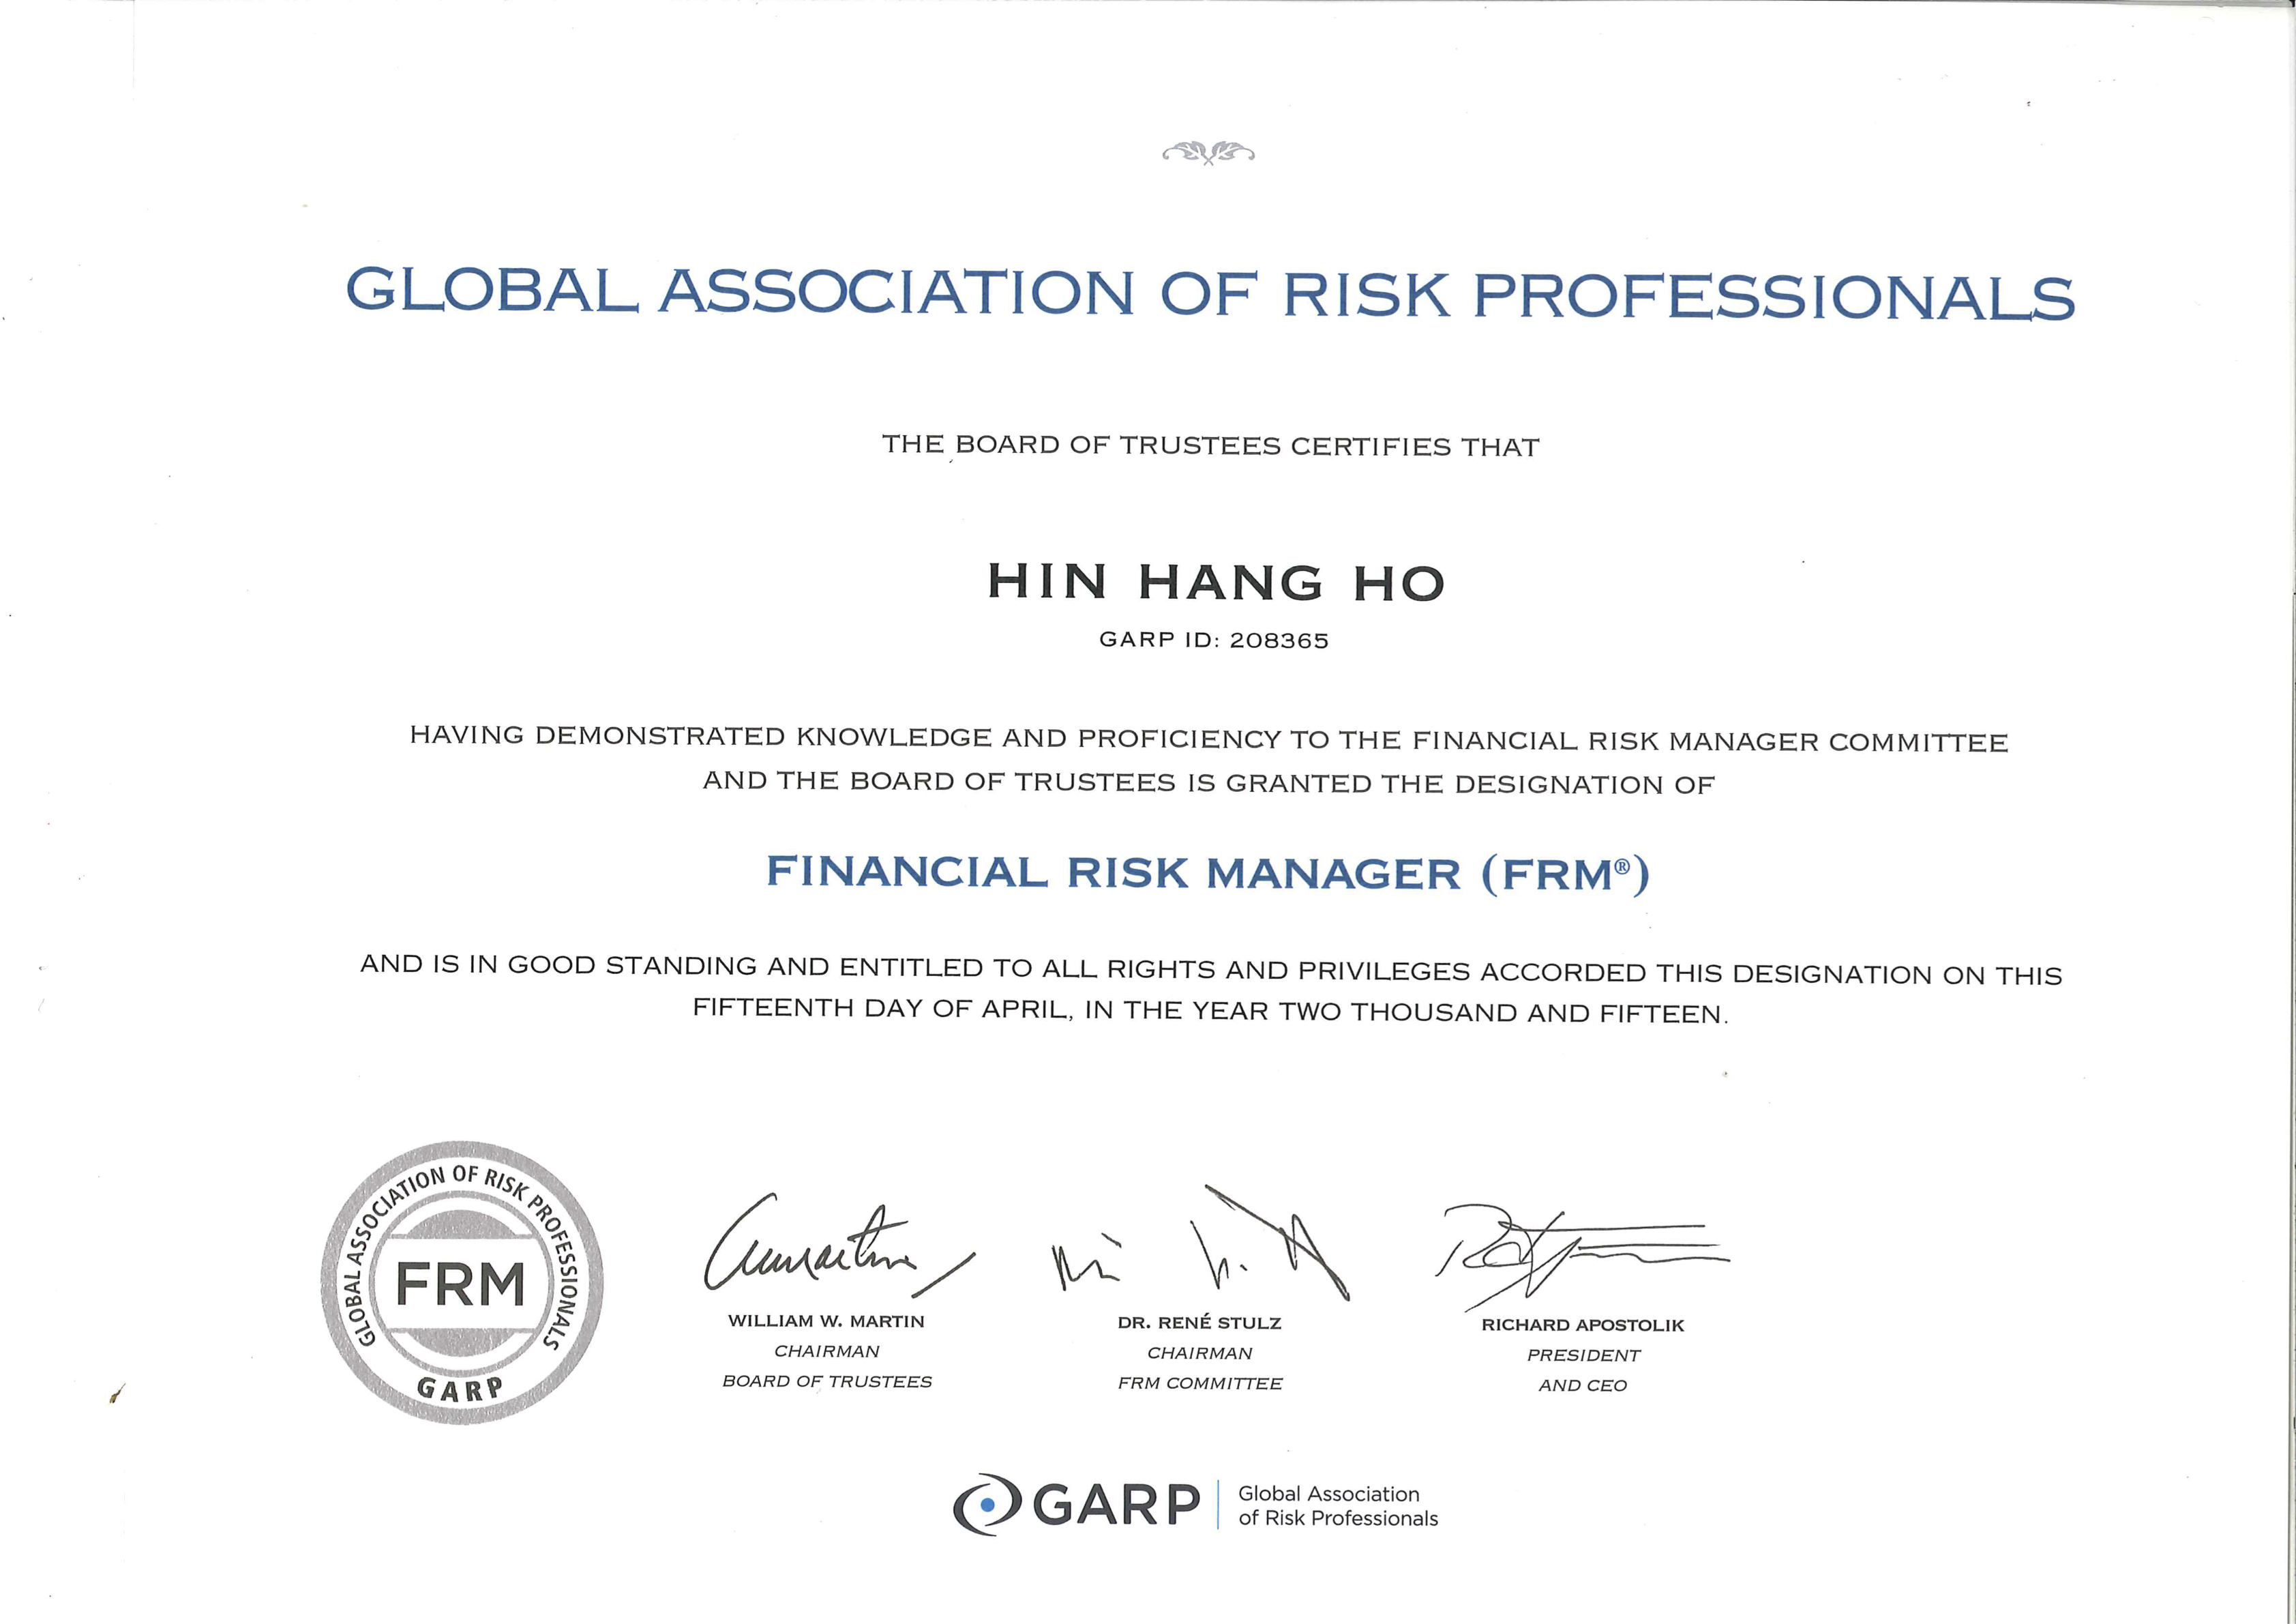 GLOBAL ASSOCIATION OF RISK PROFESSIONALS
THE BOARD OF TRUSTEES CERTIFIES THAT
HIN HANG HO
GARP ID: 208365
HAVING DEMONSTRATED KNOWLEDGE AND PROFICIENCY TO THE FINANCIAL RISK MANAGER COMMITTEE
AND THE BOARD OF TRUSTEES IS GRANTED THE DESIGNATION OF
FINANCIAL RISK MANAGER (FRM®)
AND IS IN GOOD STANDING AND ENTITLED TO ALL RIGHTS AND PRIVILEGES ACCORDED THIS DESIGNATION ON THIS
FIFTEENTH DAY OF APRIL, IN THE YEAR TWO THOUSAND AND FIFTEEN.
GLOBAL ASSOCIATION OF RISK PROFESSIONALS
FRM
GARP
WILLIAM W. MARTIN
CHAIRMAN
BOARD OF TRUSTEES
DR. RENÉ STULZ
CHAIRMAN
FRM COMMITTEE
RICHARD APOSTOLIK
PRESIDENT
AND CEO
GARP
Global Association
of Risk Professionals